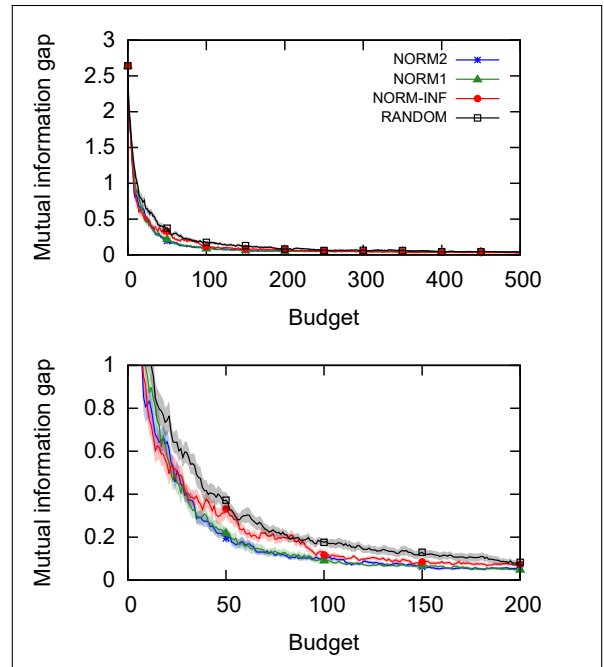 Mutual information gap
3
2.5
2
1.5
1
0.5
0
NORM2
NORM1
NORM-INF
RANDOM
0 100 200 300 400 500
Budget
Mutual information gap
1
0.8
0.6
0.4
0.2
0
0 50 100 150 200
Budget